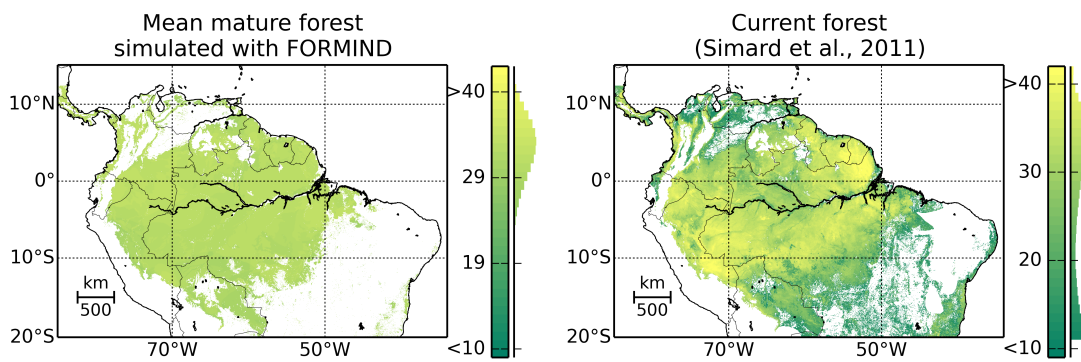 Mean mature forest
simulated with FORMIND
10°N
0°
10°S
20°S
70°W
50°W
km
500
>40
29
19
<10
Current forest
(Simard et al., 2011)
10°N
0°
10°S
20°S
70°W
50°W
km
500
>40
30
20
<10